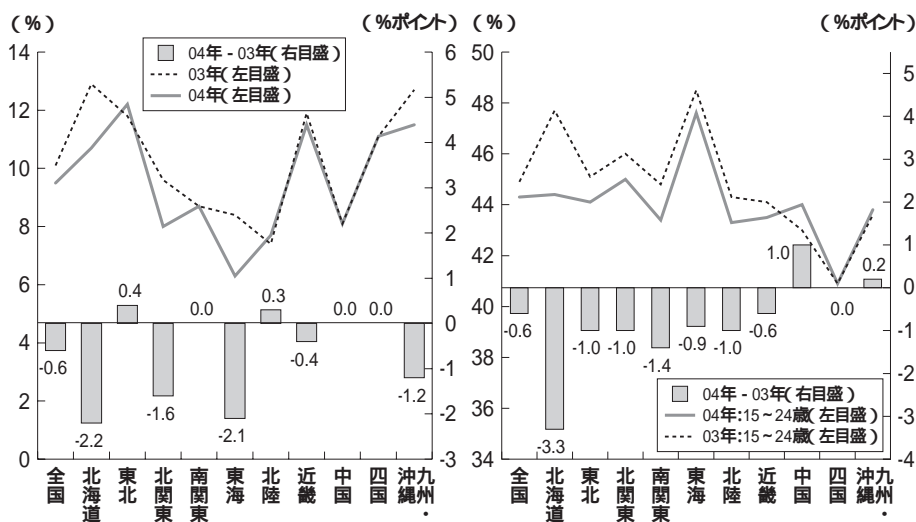 (%)
(%ポイント)
14
12
10
8
6
4
2
0
6
5
4
3
2
1
0
-1
-2
-3
04年 - 03年(右目盛)
03年(左目盛)
04年(左目盛)
-0.6
-2.2
0.4
-1.6
0.0
-2.1
0.3
-0.4
0.0
0.0
-1.2
全国
北海道
東北
北関東
南関東
東海
北陸
近畿
中国
四国
九州・
沖縄
(%)
(%ポイント)
50
48
46
44
42
40
38
36
34
5
4
3
2
1
0
-1
-2
-3
-4
-0.6
-3.3
-1.0
-1.0
-1.4
-0.9
-1.0
-0.6
1.0
0.0
0.2
04年 - 03年(右目盛)
04年:15~24歳(左目盛)
03年:15~24歳(左目盛)
全国
北海道
東北
北関東
南関東
東海
北陸
近畿
中国
四国
九州・
沖縄